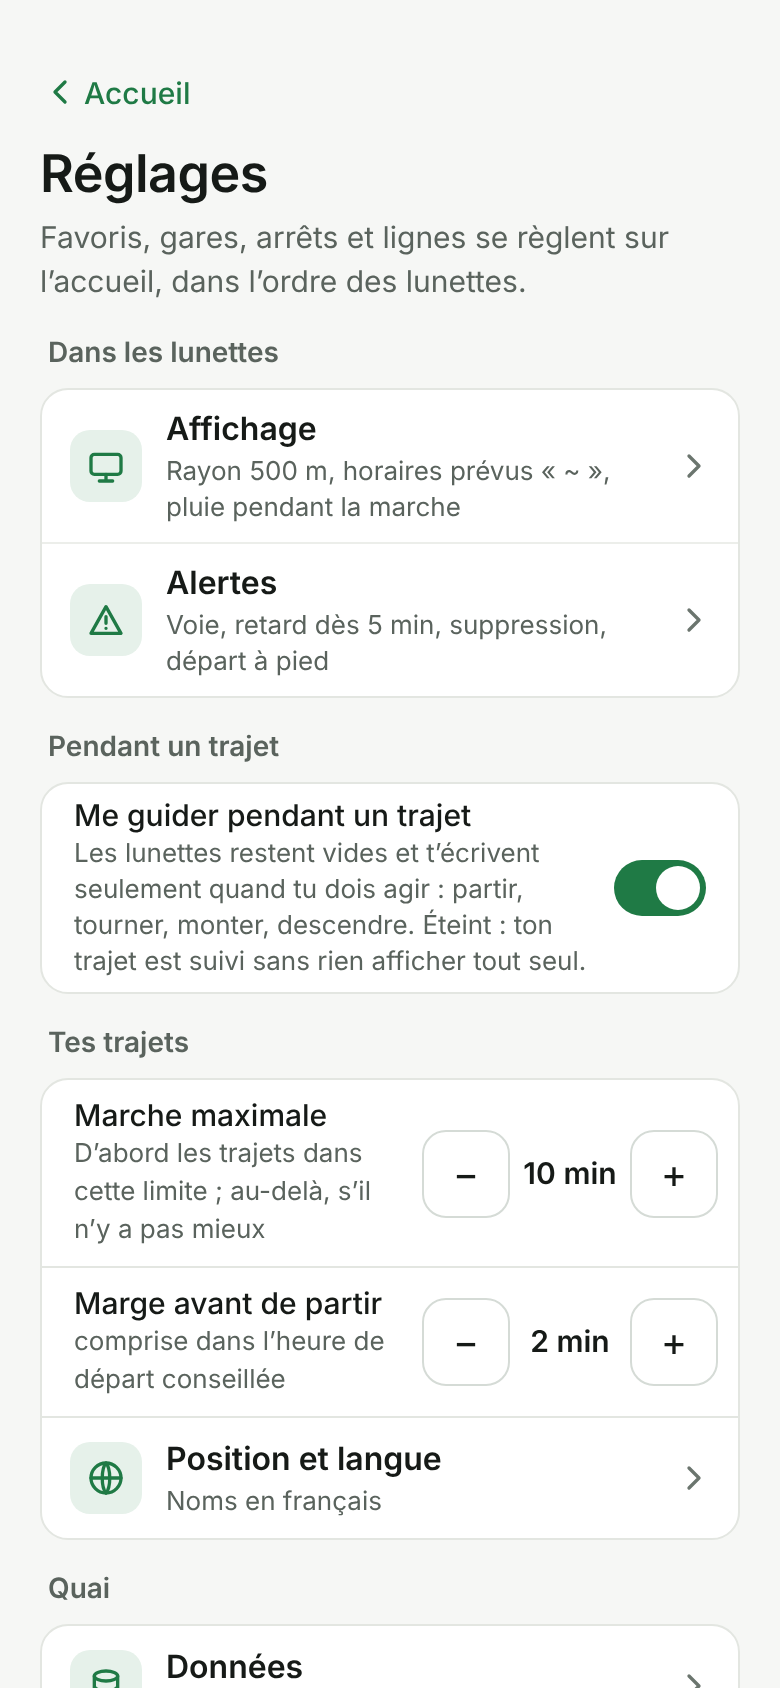 Accueil
Réglages
Favoris, gares, arrêts et lignes se règlent sur
l’accueil, dans l’ordre des lunettes.
Dans les lunettes
Affichage
Rayon 500 m, horaires prévus « ~ »,
pluie pendant la marche
Alertes
Voie, retard dès 5 min, suppression,
départ à pied
Pendant un trajet
Me guider pendant un trajet
Les lunettes restent vides et t’écrivent
seulement quand tu dois agir : partir,
tourner, monter, descendre. Éteint : ton
trajet est suivi sans rien afficher tout seul.
Tes trajets
Marche maximale
D’abord les trajets dans
cette limite ; au-delà, s’il
n’y a pas mieux
− 10 min +
Marge avant de partir
comprise dans l’heure de
départ conseillée
− 2 min +
Position et langue
Noms en français
Quai
Données